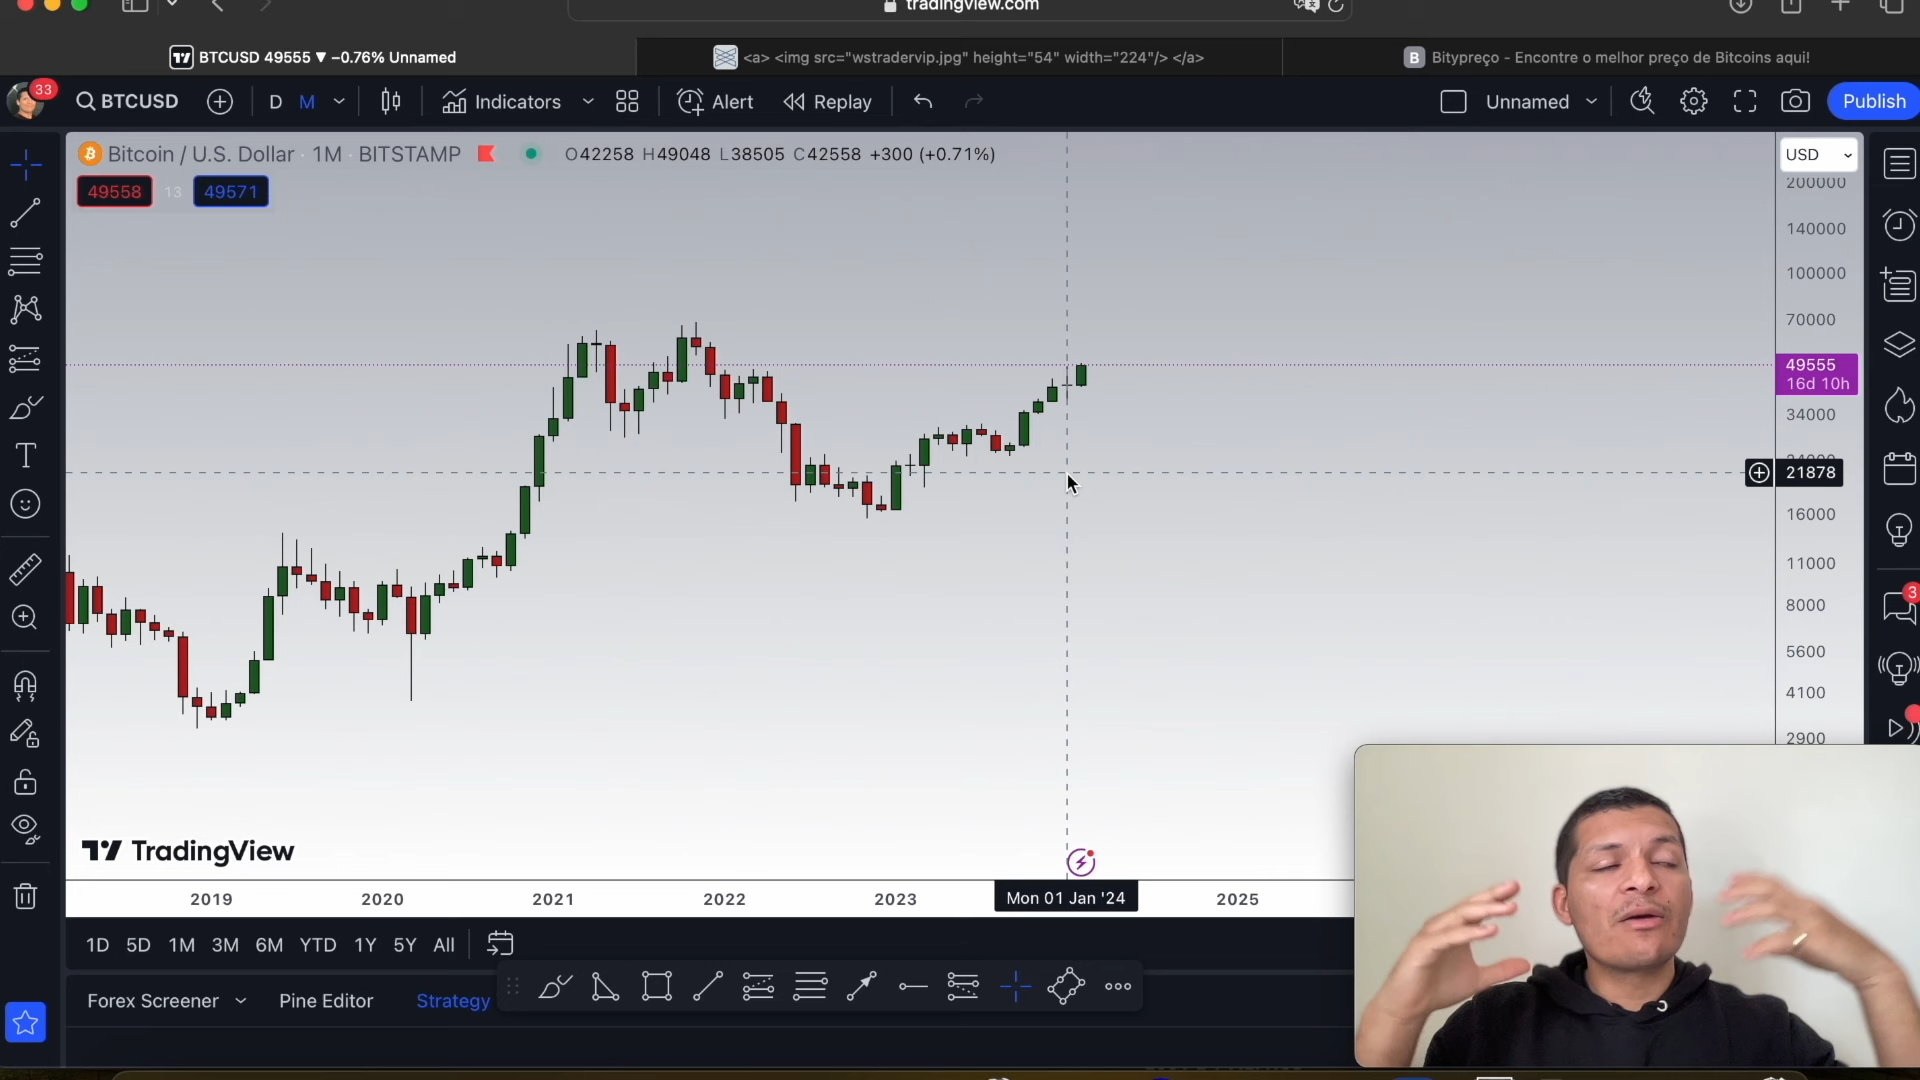 tradingview.com
BTCUSD 49555 ▼ −0.76% Unnamed
<a> <img src="wstradervip.jpg" height="54" width="224"/> </a>
B Bitypreço - Encontre o melhor preço de Bitcoins aqui!
33
BTCUSD
D M
Indicators
Alert
Replay
Unnamed
Publish
Bitcoin / U.S. Dollar · 1M · BITSTAMP
O42258 H49048 L38505 C42558 +300 (+0.71%)
USD
49558 13 49571
200000
140000
100000
70000
49555
16d 10h
34000
21878
16000
11000
8000
5600
4100
2900
3
TradingView
2019 2020 2021 2022 2023 Mon 01 Jan '24 2025
1D 5D 1M 3M 6M YTD 1Y 5Y All
Forex Screener Pine Editor Strategy